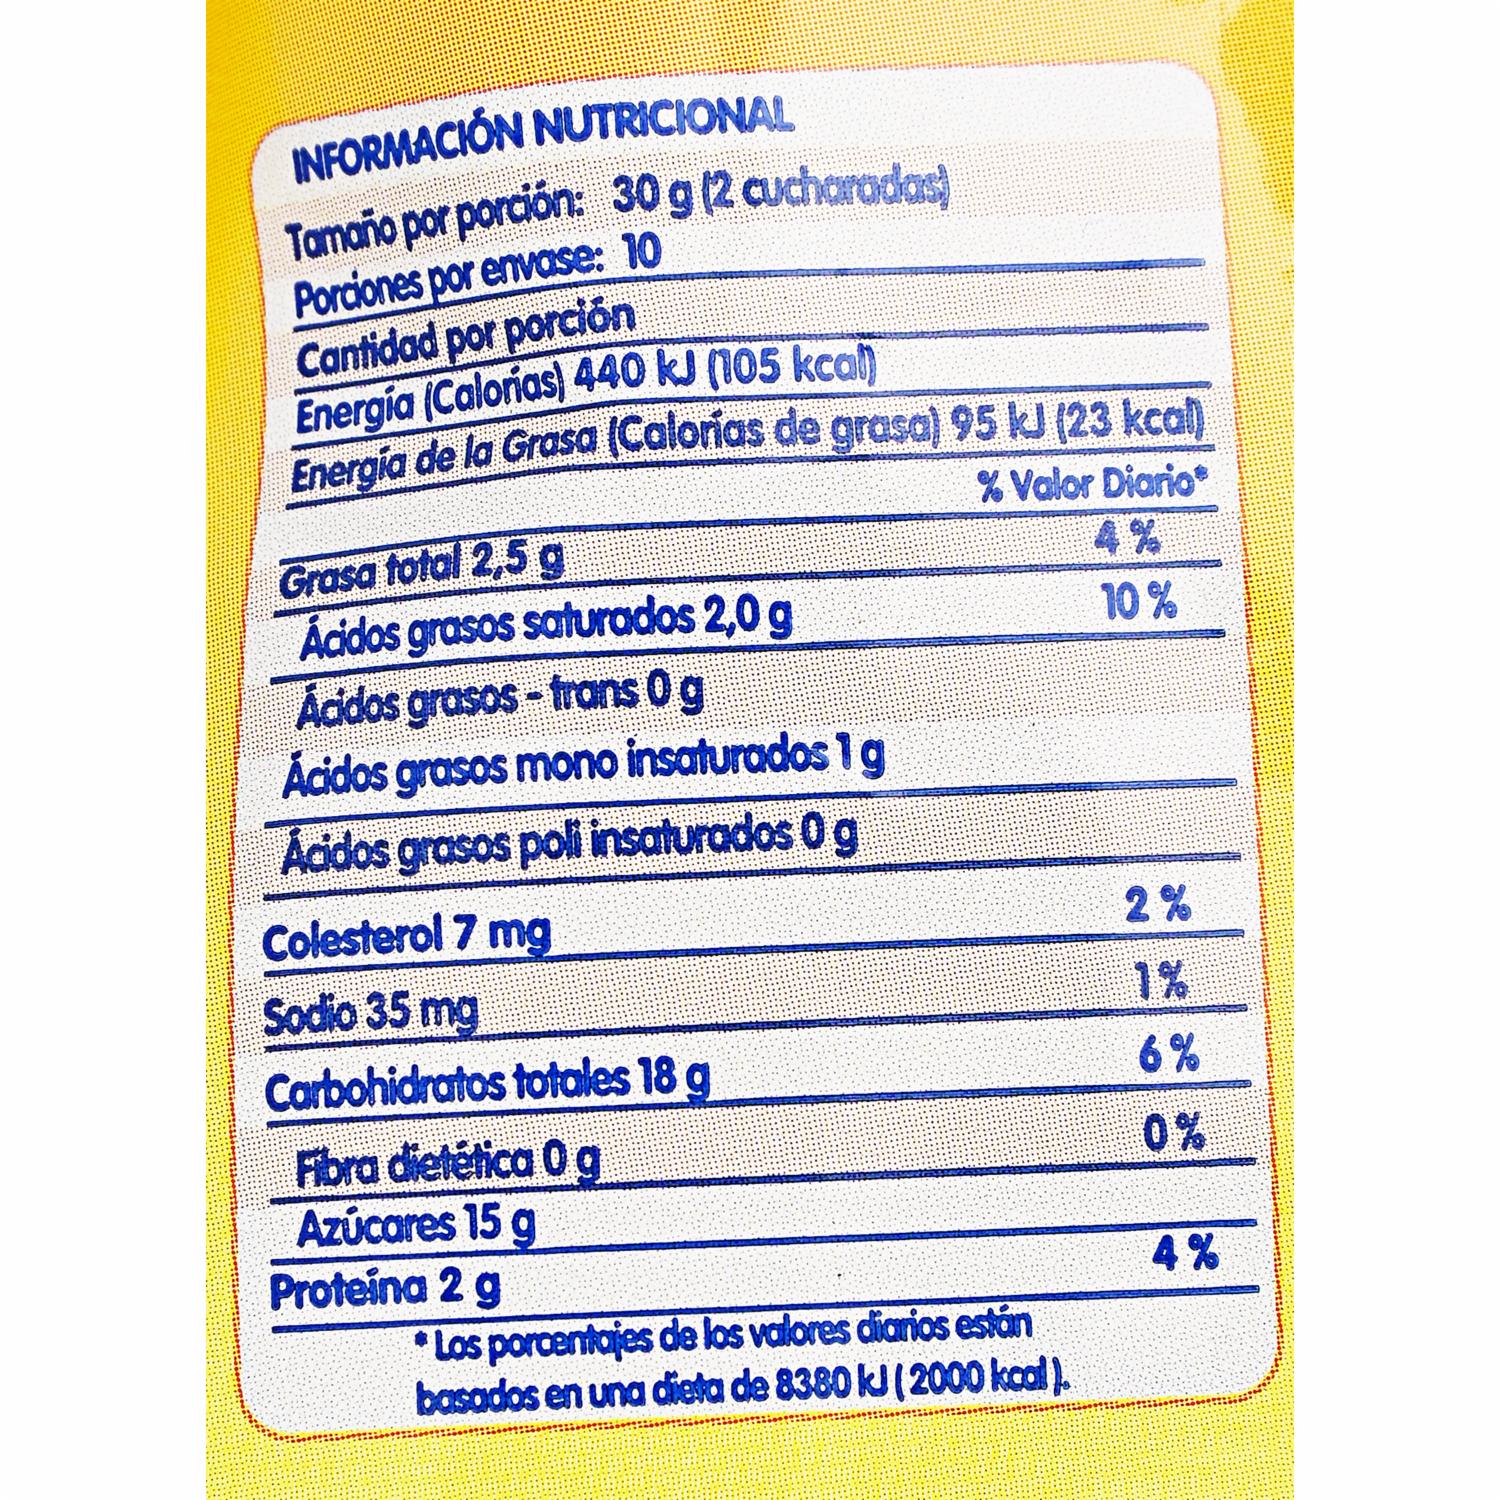 INFORMACIÓN NUTRICIONAL
Tamaño por porción: 30 g (2 cucharadas)
Porciones por envase: 10
Cantidad por porción
Energía (Calorías) 440 kJ (105 kcal)
Energía de la Grasa (Calorías de grasa) 95 kJ (23 kcal)
% Valor Diario*
Grasa total 2,5 g 4 %
Ácidos grasos saturados 2,0 g 10 %
Ácidos grasos - trans 0 g
Ácidos grasos mono insaturados 1 g
Ácidos grasos poli insaturados 0 g
Colesterol 7 mg 2 %
Sodio 35 mg 1 %
Carbohidratos totales 18 g 6 %
Fibra dietética 0 g 0 %
Azúcares 15 g
Proteína 2 g 4 %
* Los porcentajes de los valores diarios están
basados en una dieta de 8380 kJ ( 2000 kcal ).